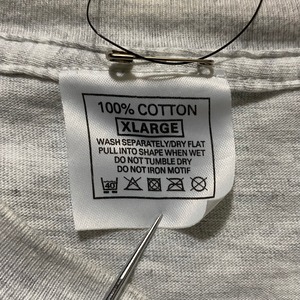 100% COTTON
XLARGE
WASH SEPARATELY/DRY FLAT
PULL INTO SHAPE WHEN WET
DO NOT TUMBLE DRY
DO NOT IRON MOTIF
40